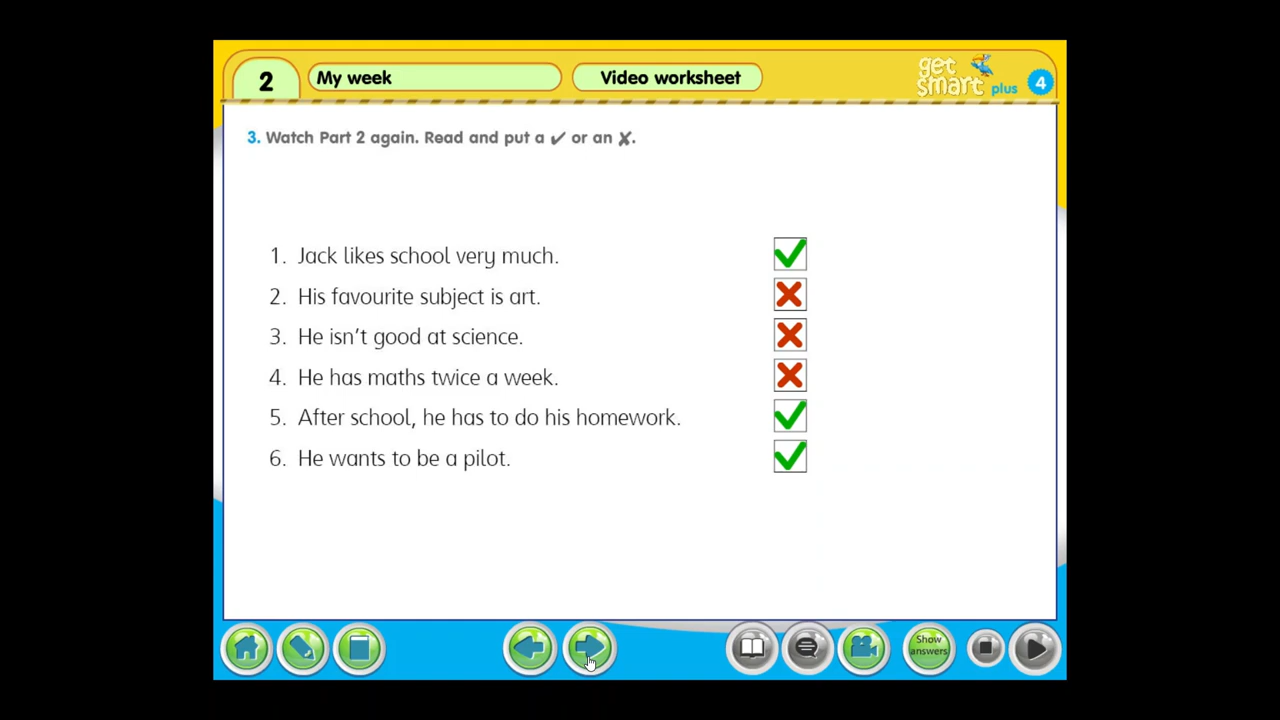 2
My week
Video worksheet
get smart plus 4
3. Watch Part 2 again. Read and put a ✔ or an ✘.
1. Jack likes school very much. ✔
2. His favourite subject is art. ✘
3. He isn't good at science. ✘
4. He has maths twice a week. ✘
5. After school, he has to do his homework. ✔
6. He wants to be a pilot. ✔
Show
answers